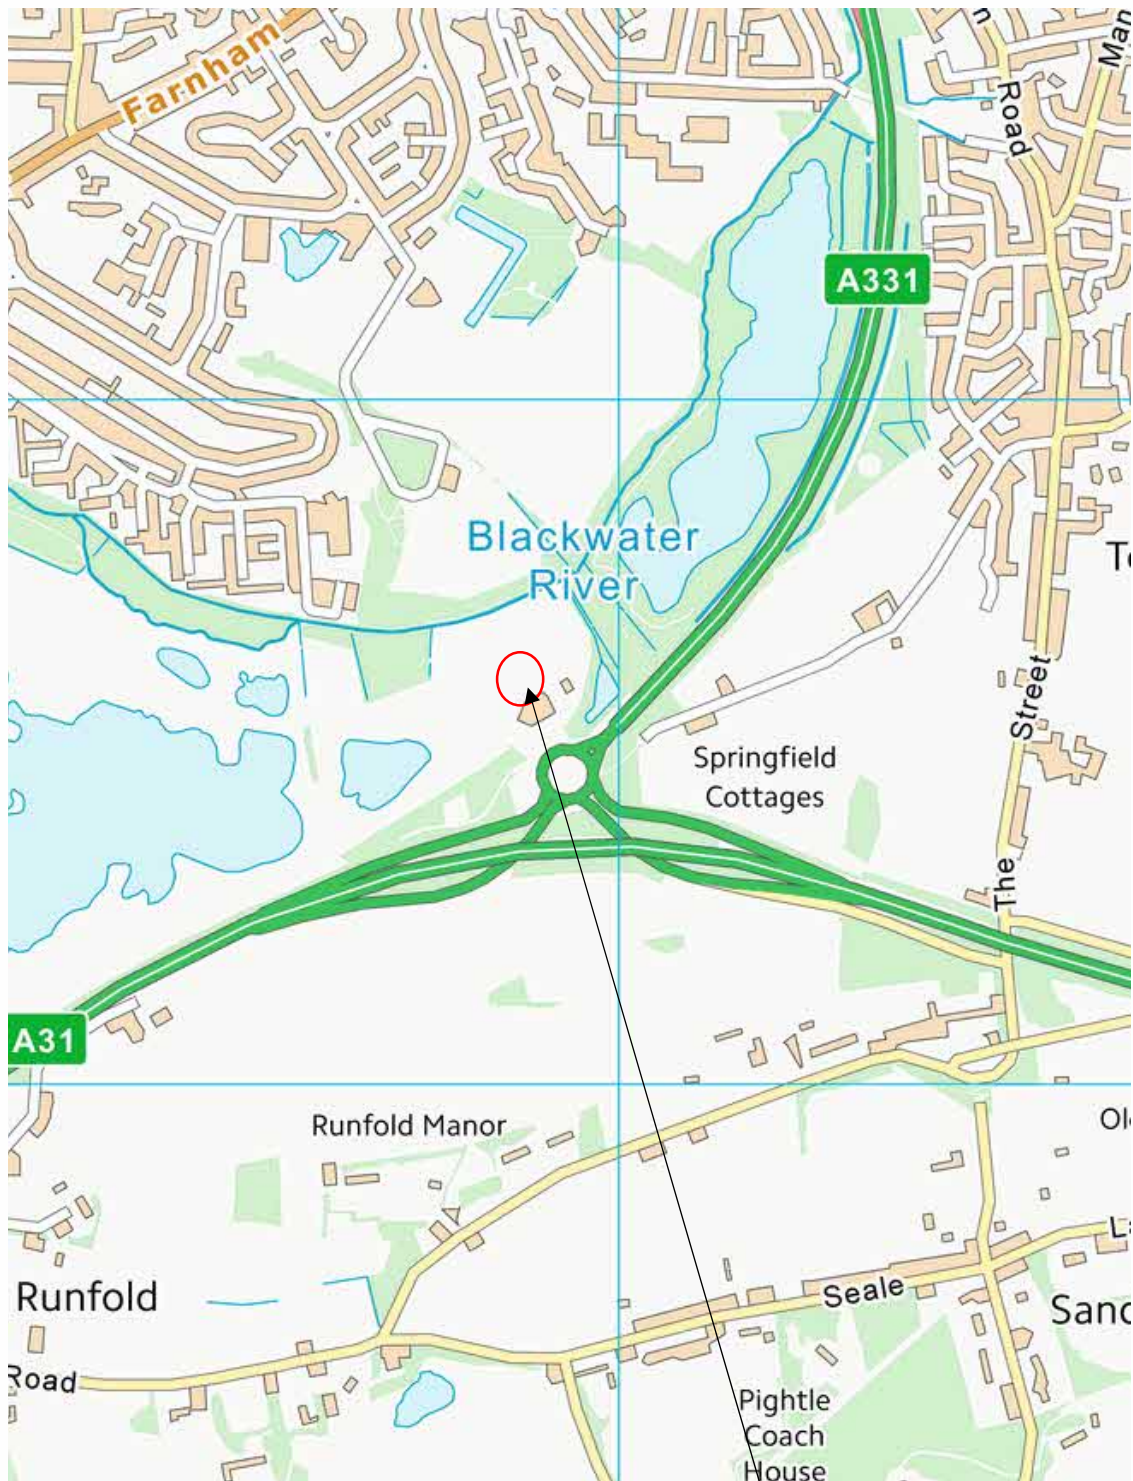 Farnham
Road
A331
Blackwater
River
Street
Springfield
Cottages
The
A31
Runfold Manor
Runfold
Seale
Road
Pightle
Coach
House